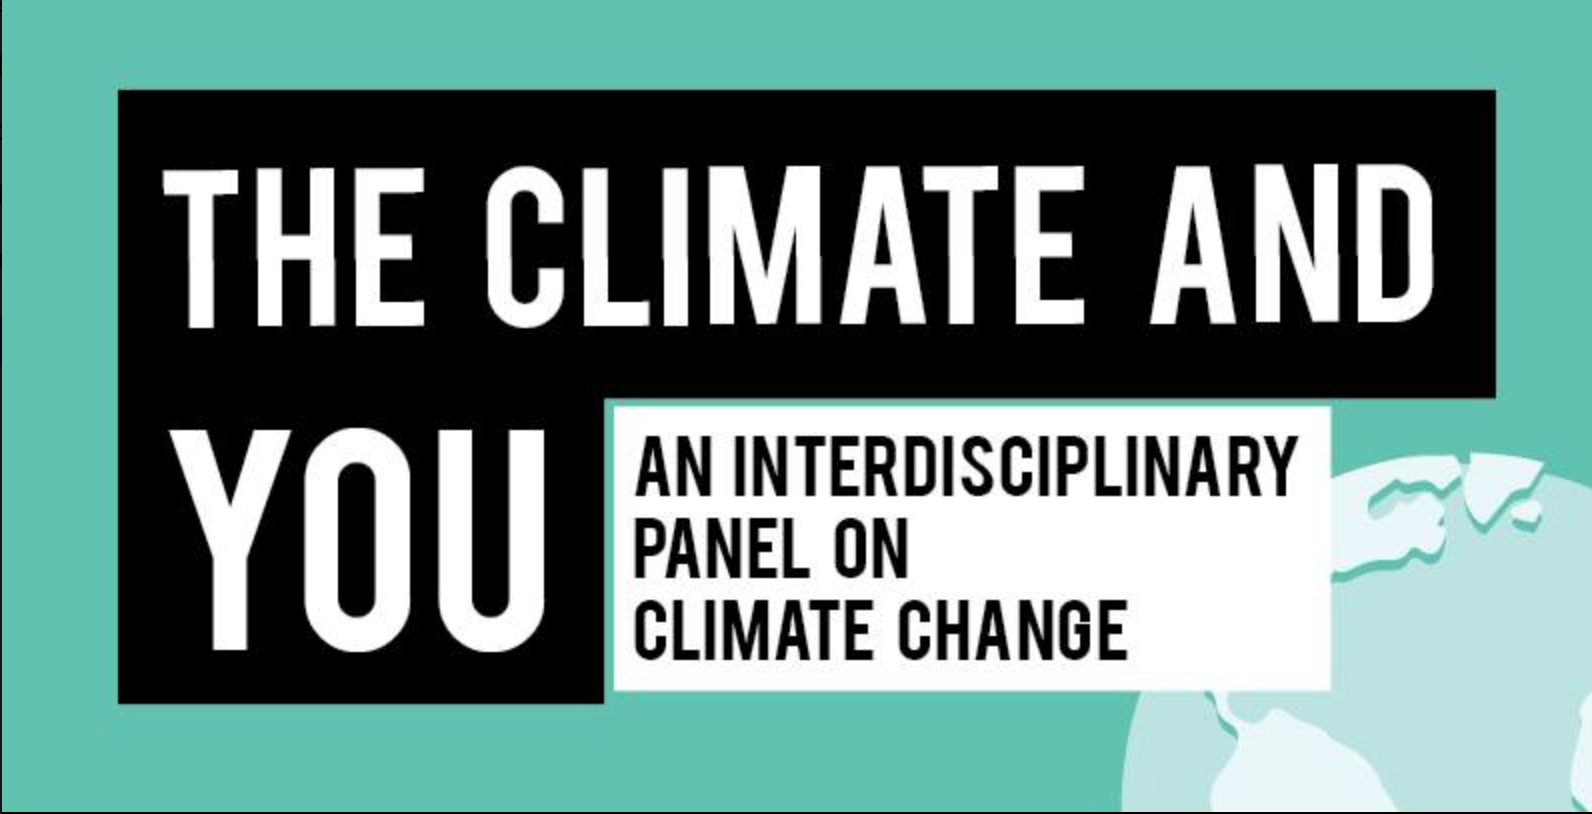 THE CLIMATE AND
YOU
AN INTERDISCIPLINARY
PANEL ON
CLIMATE CHANGE